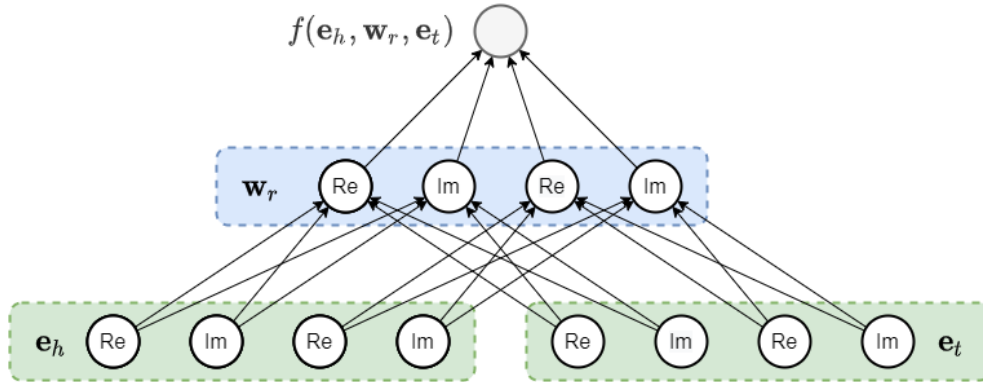 f(e_h, w_r, e_t)
w_r Re Im Re Im
e_h Re Im Re Im Re Im Re Im e_t